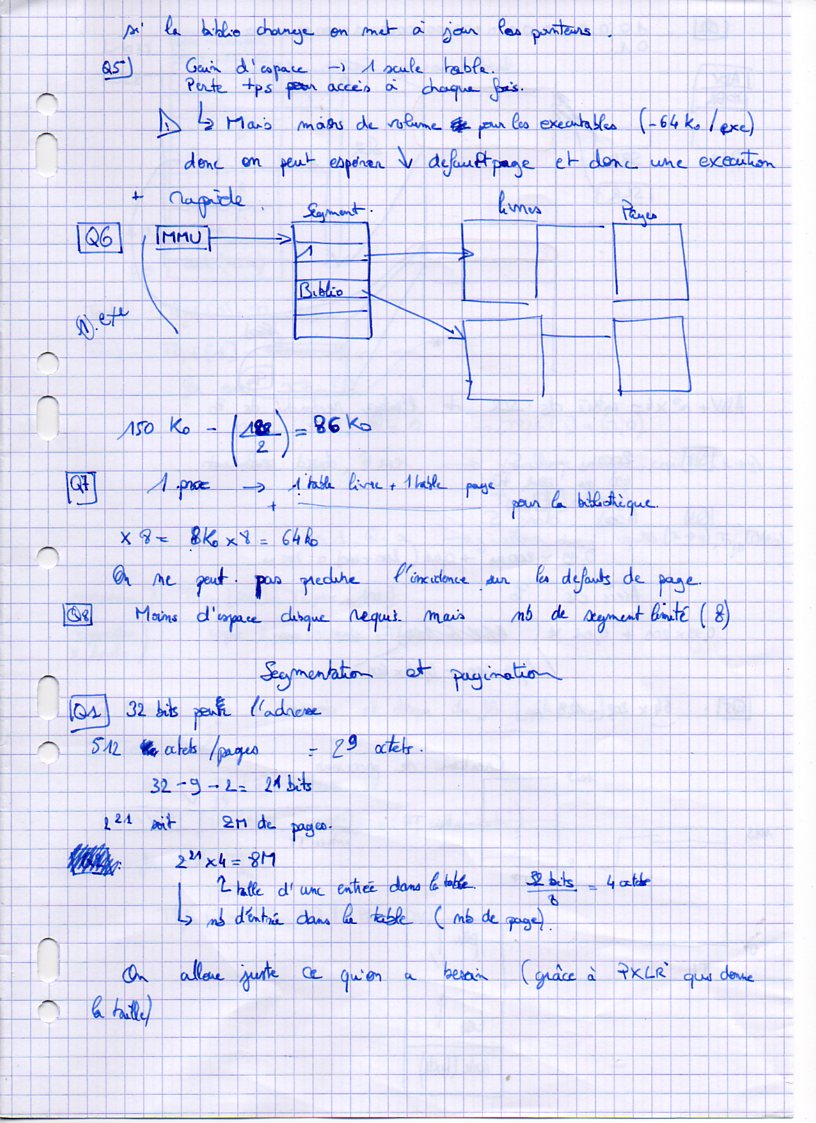 si la biblio change on met à jour les pointeurs.
Q5) Gain d'espace → 1 seule table.
Perte tps pour accès à chaque fois.
↳ Mais moins de volume pour les executables (-64 Ko / exe)
donc on peut espérer ↓ default page et donc une execution
+ rapide.
Segment. Livres Pages
Q6 MMU
1
Biblio
150 Ko - ( / 2) = 86 Ko
Q7 1 proc → 1 table livre + 1 table page
+ pour la bibliothèque.
x 8 = 8Ko x 8 = 64 ko
On ne peut pas predire l'incidence sur les defauts de page.
Q8 Moins d'espace disque requis mais nb de segment limité (8)
Segmentation et pagination
Q1 32 bits pour l'adresse
512 octets/pages = 2^9 octets.
32 - 9 - 2 = 21 bits
2^21 soit 2M de pages.
2^21 x 4 = 8M
taille d'une entrée dans la table. 32 bits / 8 = 4 octets
↳ nb d'entrée dans la table (nb de page).
On alloue juste ce qu'on a besoin (grâce à PXLR qui donne
la taille)